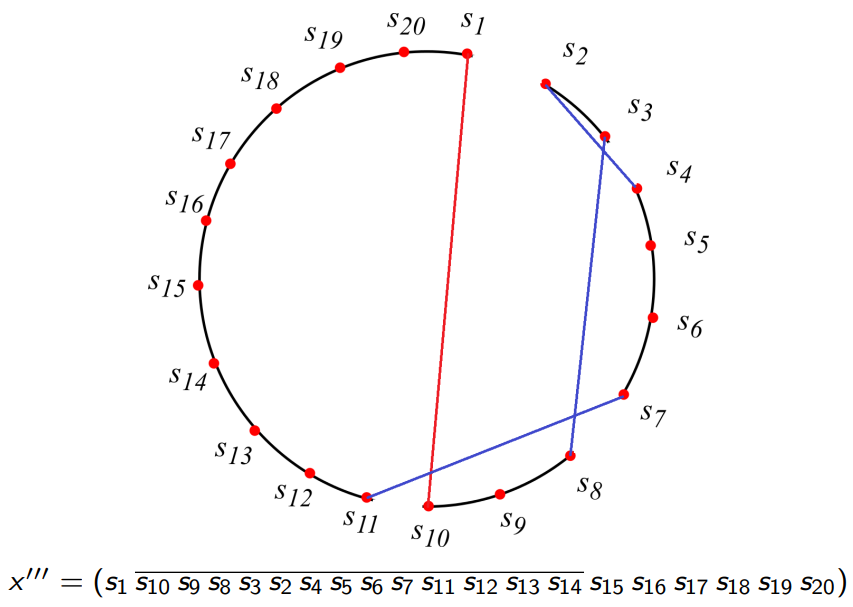 s1
s20
s2
s19
s3
s18
s17
s4
s16
s5
s15
s6
s14
s7
s13
s8
s12
s9
s11
s10
x''' = ( s1 s10 s9 s8 s3 s2 s4 s5 s6 s7 s11 s12 s13 s14 s15 s16 s17 s18 s19 s20 )